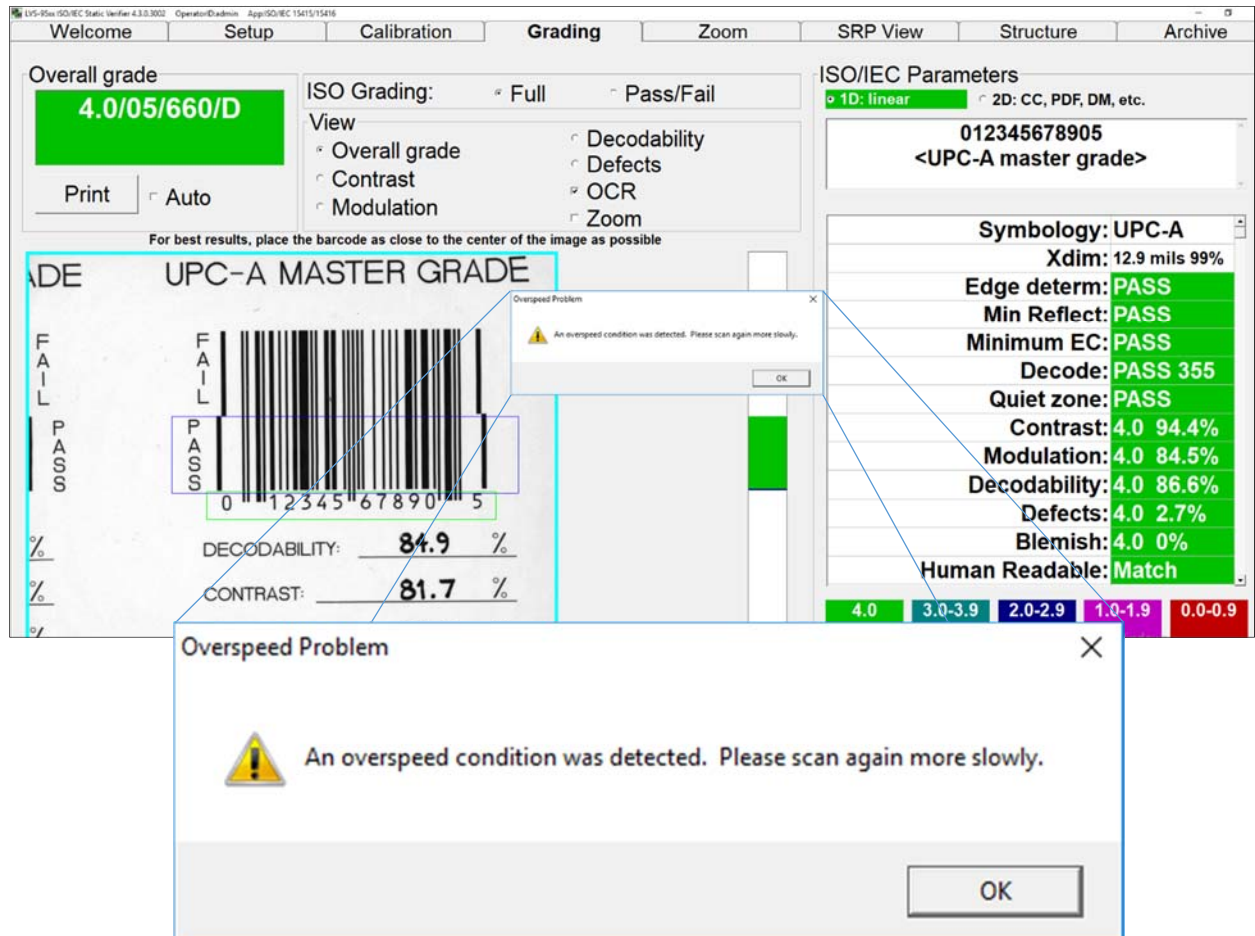 LVS-95xx ISO/IEC Static Verifier 4.3.0.3002 OperatorID:admin App:ISO/IEC 15415/15416
Welcome Setup Calibration Grading Zoom SRP View Structure Archive
Overall grade
4.0/05/660/D
Print Auto
ISO Grading: Full Pass/Fail
View
Overall grade
Contrast
Modulation
Decodability
Defects
OCR
Zoom
For best results, place the barcode as close to the center of the image as possible
ADE UPC-A MASTER GRADE
FAIL FAIL
PASS PASS
0 12345 67890 5
% DECODABILITY: 84.9 %
% CONTRAST: 81.7 %
%
Overspeed Problem
An overspeed condition was detected. Please scan again more slowly.
OK
ISO/IEC Parameters
1D: linear 2D: CC, PDF, DM, etc.
012345678905
<UPC-A master grade>
Symbology: UPC-A
Xdim: 12.9 mils 99%
Edge determ: PASS
Min Reflect: PASS
Minimum EC: PASS
Decode: PASS 355
Quiet zone: PASS
Contrast: 4.0 94.4%
Modulation: 4.0 84.5%
Decodability: 4.0 86.6%
Defects: 4.0 2.7%
Blemish: 4.0 0%
Human Readable: Match
4.0 3.0-3.9 2.0-2.9 1.0-1.9 0.0-0.9
Overspeed Problem
An overspeed condition was detected. Please scan again more slowly.
OK